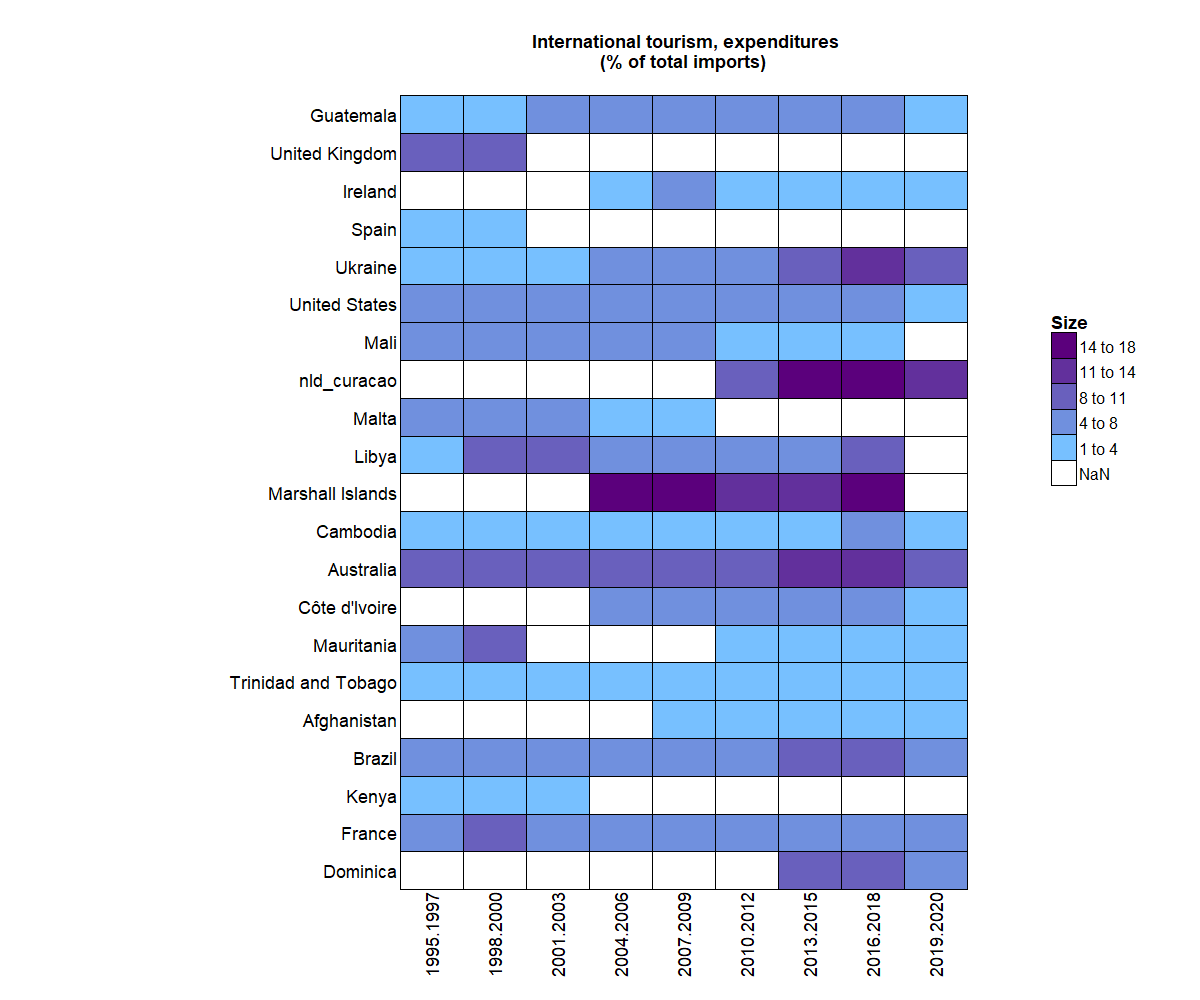 International tourism, expenditures
(% of total imports)
Guatemala
United Kingdom
Ireland
Spain
Ukraine
United States
Mali
nld_curacao
Malta
Libya
Marshall Islands
Cambodia
Australia
Côte d'Ivoire
Mauritania
Trinidad and Tobago
Afghanistan
Brazil
Kenya
France
Dominica
1995.1997
1998.2000
2001.2003
2004.2006
2007.2009
2010.2012
2013.2015
2016.2018
2019.2020
Size
14 to 18
11 to 14
8 to 11
4 to 8
1 to 4
NaN